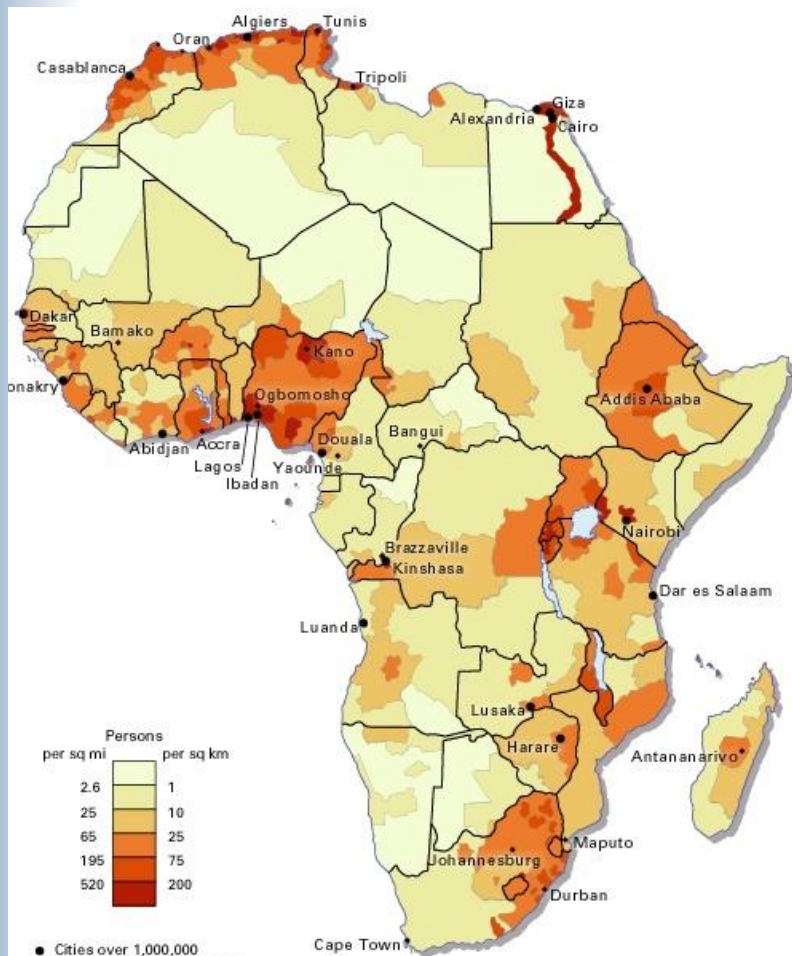 Algiers
Tunis
Oran
Casablanca
Tripoli
Giza
Alexandria
Cairo
Dakar
Bamako
Kano
onakry
Ogbomosho
Addis Ababa
Abidjan
Accra
Douala
Bangui
Lagos
Yaounde
Ibadan
Nairobi
Brazzaville
Kinshasa
Dar es Salaam
Luanda
Lusaka
Harare
Antananarivo
Maputo
Johannesburg
Durban
Cape Town
Persons
per sq mi per sq km
2.6 1
25 10
65 25
195 75
520 200
Cities over 1,000,000